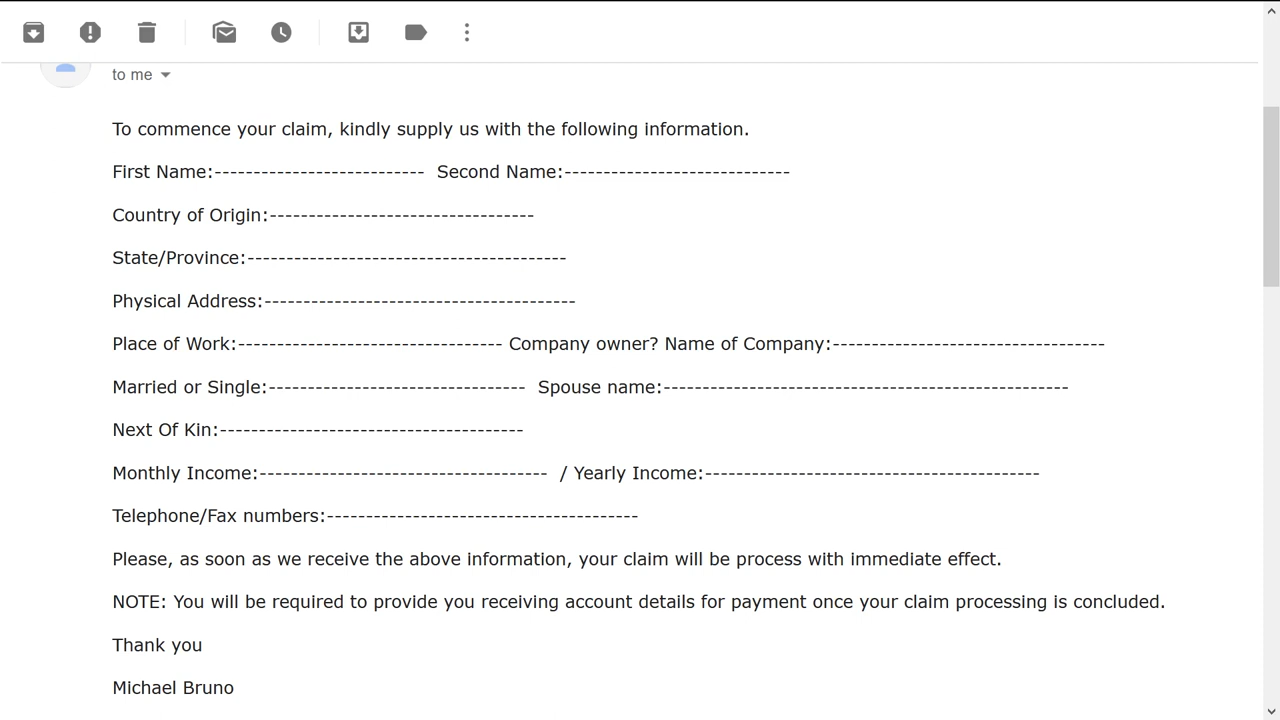 to me
To commence your claim, kindly supply us with the following information.
First Name:--------------------------- Second Name:-----------------------------
Country of Origin:----------------------------------
State/Province:-----------------------------------------
Physical Address:----------------------------------------
Place of Work:---------------------------------- Company owner? Name of Company:-----------------------------------
Married or Single:--------------------------------- Spouse name:----------------------------------------------------
Next Of Kin:---------------------------------------
Monthly Income:------------------------------------- / Yearly Income:-------------------------------------------
Telephone/Fax numbers:----------------------------------------
Please, as soon as we receive the above information, your claim will be process with immediate effect.
NOTE: You will be required to provide you receiving account details for payment once your claim processing is concluded.
Thank you
Michael Bruno